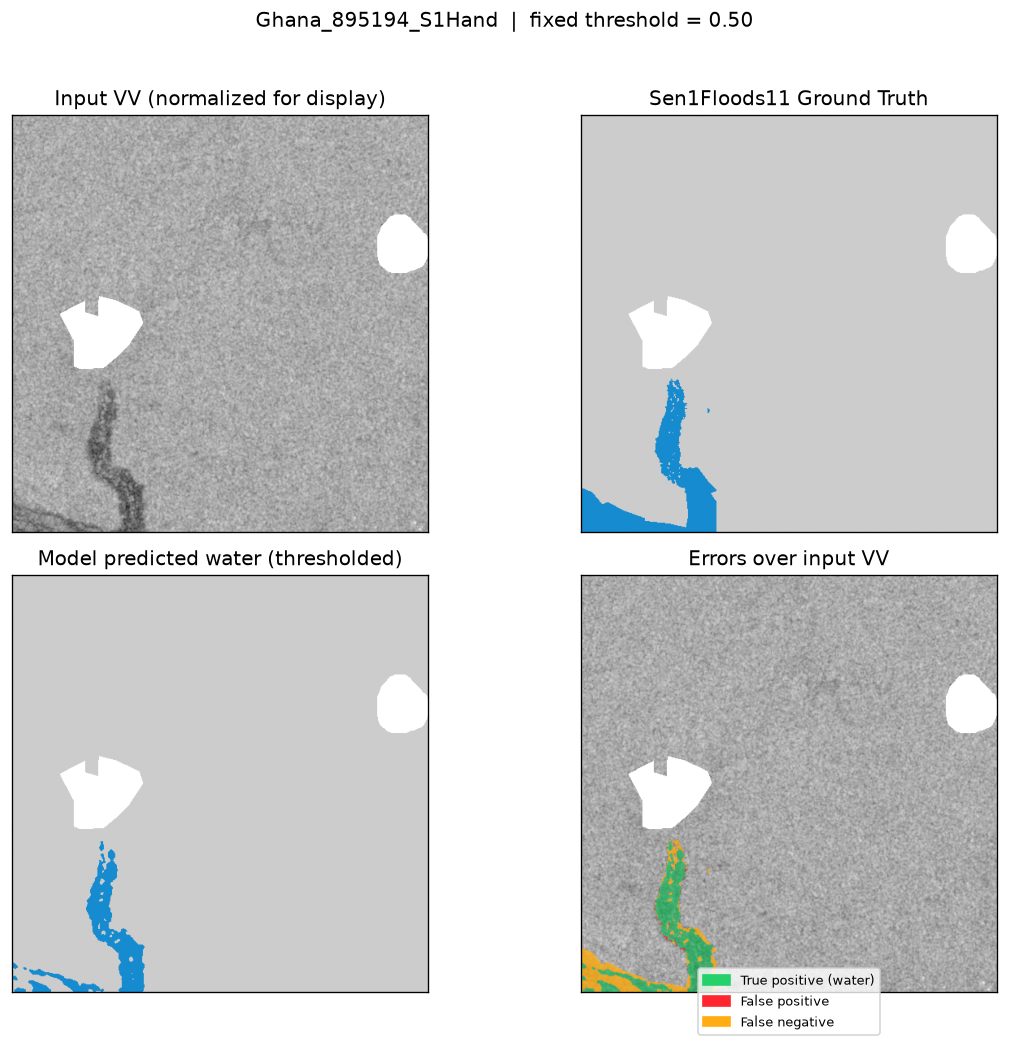 Ghana_895194_S1Hand | fixed threshold = 0.50
Input VV (normalized for display)
Sen1Floods11 Ground Truth
Model predicted water (thresholded)
Errors over input VV
True positive (water)
False positive
False negative